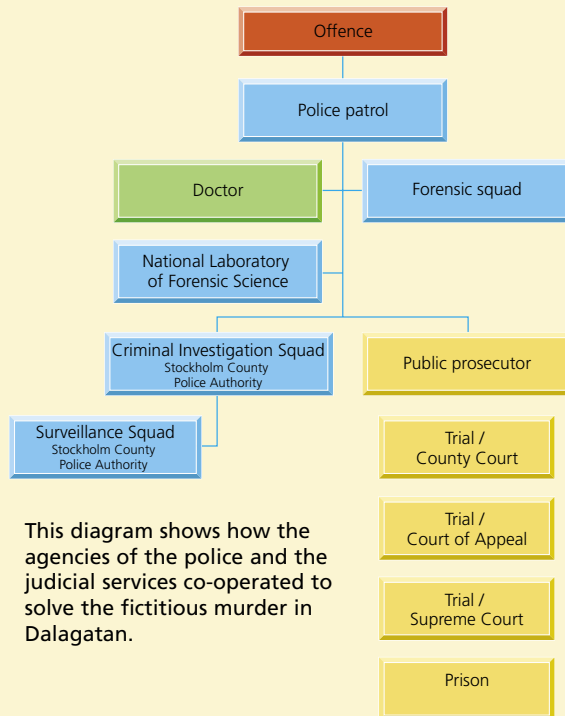 Offence
Police patrol
Doctor
Forensic squad
National Laboratory
of Forensic Science
Criminal Investigation Squad
Stockholm County
Police Authority
Public prosecutor
Surveillance Squad
Stockholm County
Police Authority
Trial /
County Court
Trial /
Court of Appeal
Trial /
Supreme Court
Prison
This diagram shows how the
agencies of the police and the
judicial services co-operated to
solve the fictitious murder in
Dalagatan.